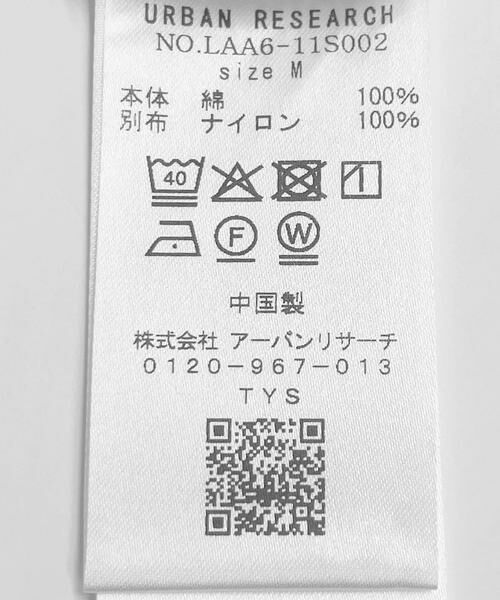 URBAN RESEARCH
NO.LAA6-11S002
size M
本体 綿 100%
別布 ナイロン 100%
40
F W
中国製
株式会社 アーバンリサーチ
0120-967-013
TYS